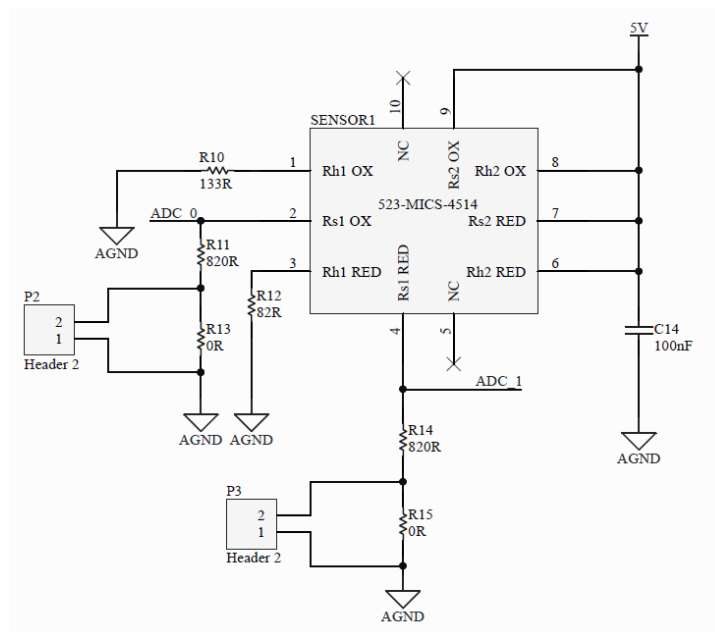 5V
SENSOR1
10
9
NC
Rs2 OX
R10
133R
1
Rh1 OX
Rh2 OX
8
523-MICS-4514
ADC_0
2
Rs1 OX
Rs2 RED
7
AGND
R11
820R
3
Rh1 RED
Rs1 RED
NC
Rh2 RED
6
P2
2
1
Header 2
R12
82R
R13
0R
4
5
C14
100nF
ADC_1
AGND
AGND
R14
820R
AGND
P3
2
1
Header 2
R15
0R
AGND